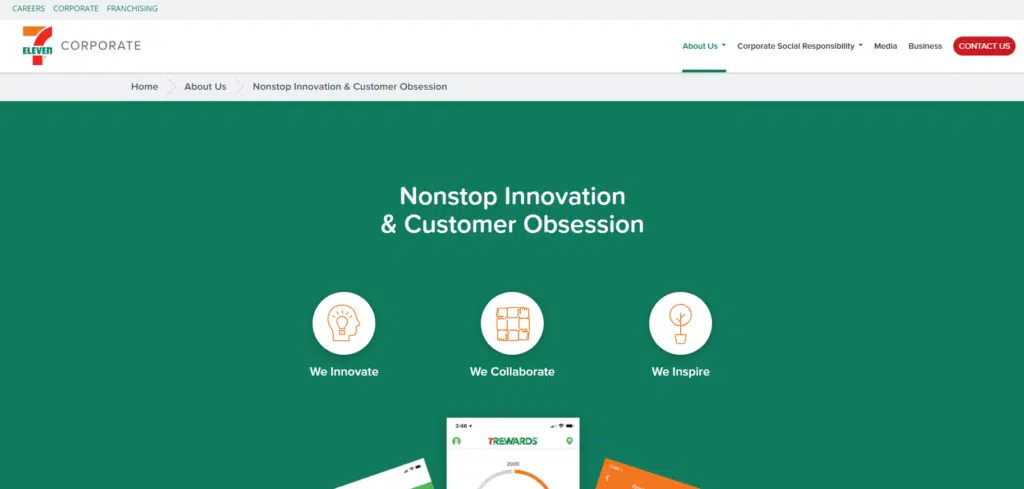 CAREERS CORPORATE FRANCHISING
7
ELEVEN
CORPORATE
About Us Corporate Social Responsibility Media Business CONTACT US
Home About Us Nonstop Innovation & Customer Obsession
Nonstop Innovation
& Customer Obsession
We Innovate We Collaborate We Inspire
3:46
7REWARDS
2000